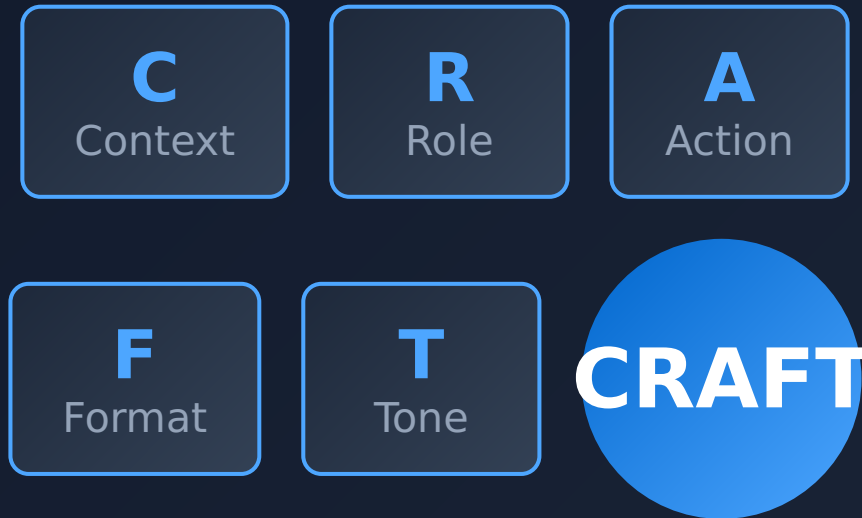 C
Context
R
Role
A
Action
F
Format
T
Tone
CRAFT